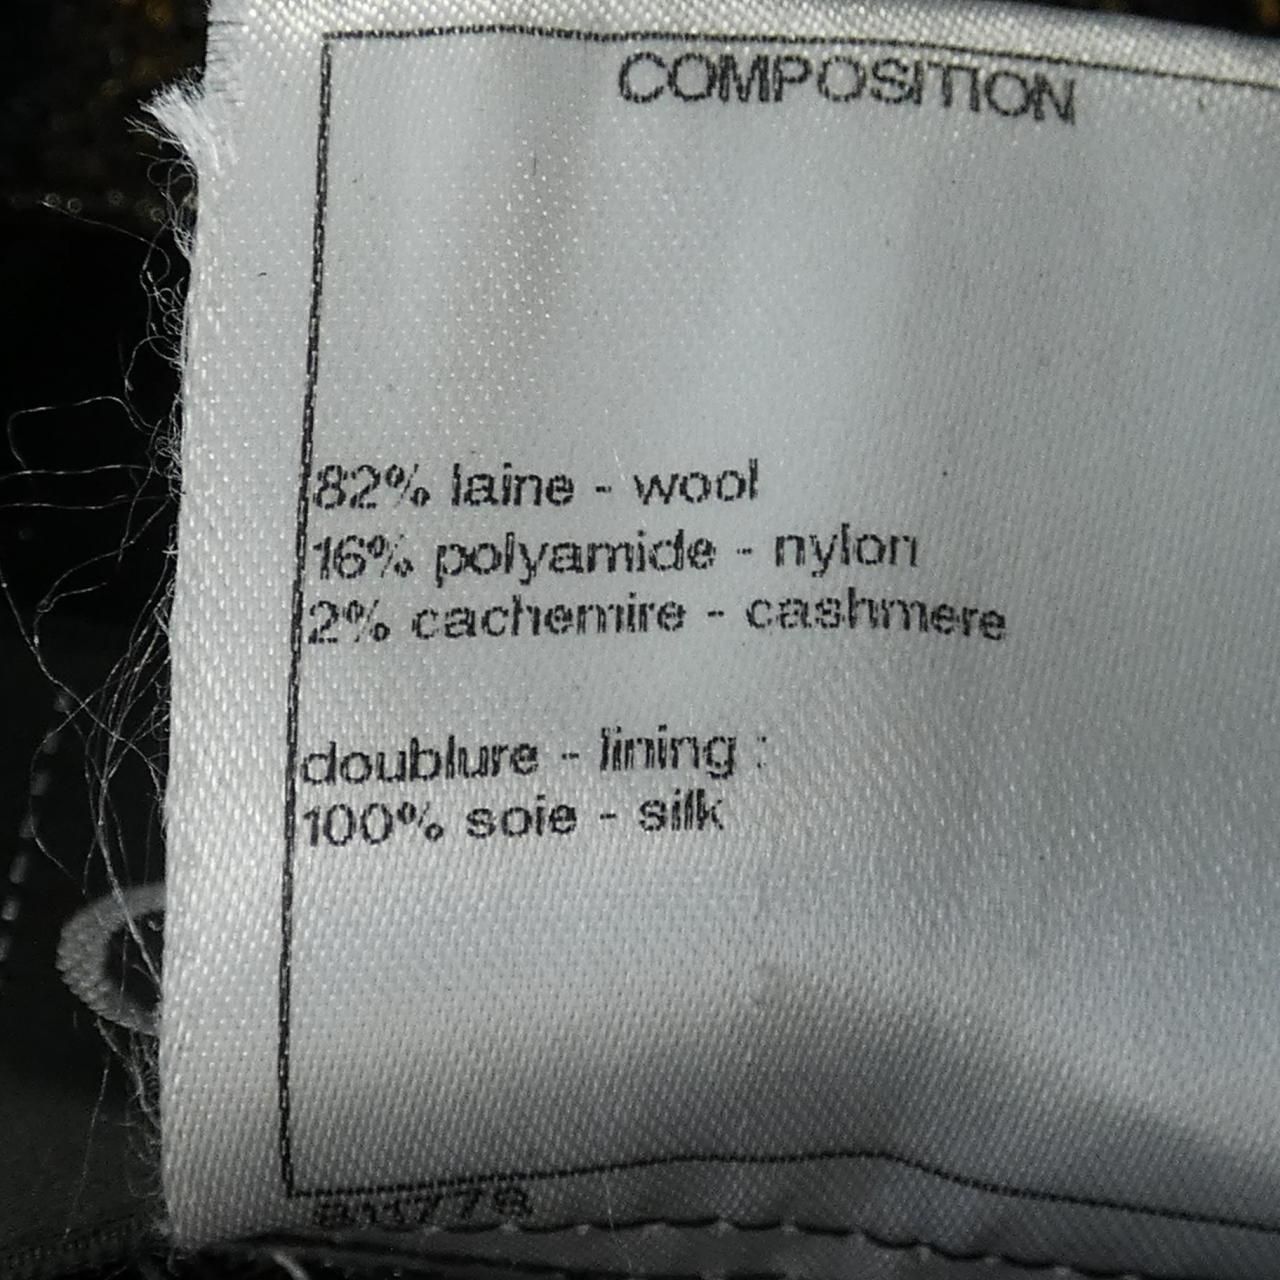 COMPOSITION
82% laine - wool
16% polyamide - nylon
2% cachemire - cashmere
doublure - lining :
100% soie - silk